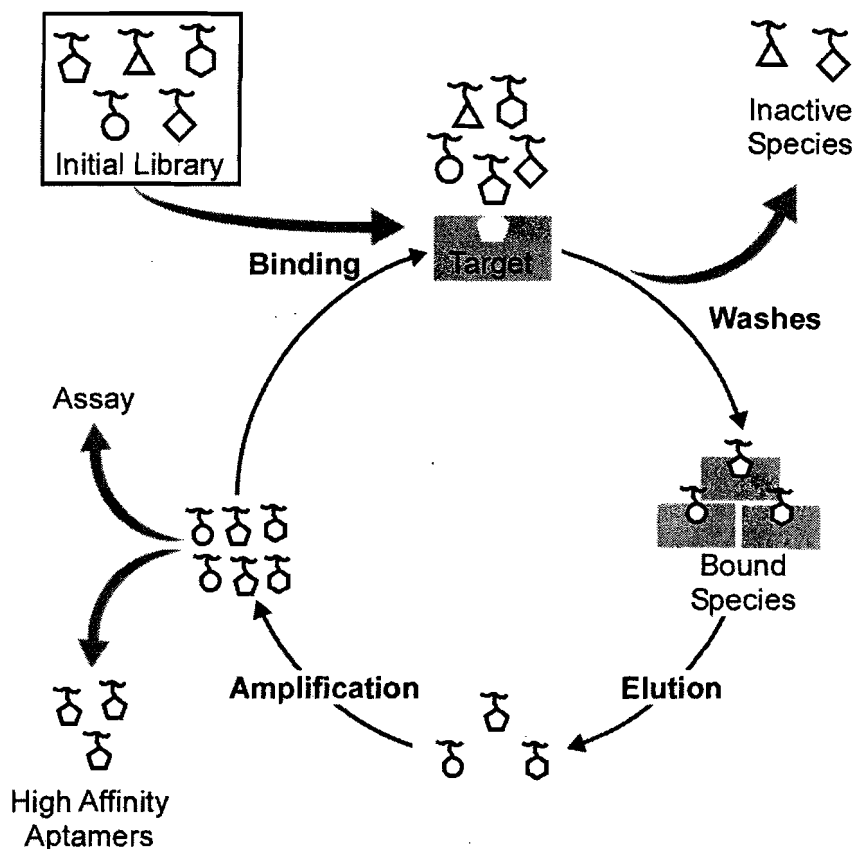 Initial Library
Binding
Target
Inactive
Species
Washes
Assay
Bound
Species
Amplification
Elution
High Affinity
Aptamers